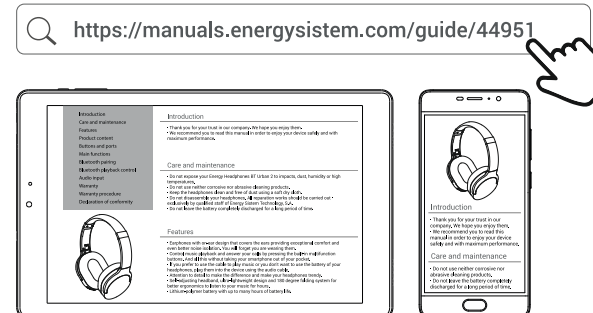 https://manuals.energysistem.com/guide/44951
Introduction
Care and maintenance
Features
Product content
Buttons and ports
Main functions
Bluetooth pairing
Bluetooth playback control
Audio input
Warranty
Warranty procedure
Declaration of conformity
Introduction
• Thank you for your trust in our company. We hope you enjoy them.
• We recommend you to read this manual in order to enjoy your device safely and with
maximum performance.
Care and maintenance
• Do not expose your Energy Headphones BT Urban 2 to impacts, dust, humidity or high
temperatures.
• Do not use neither corrosive nor abrasive cleaning products.
• Keep the headphones clean and free of dust using a soft dry cloth.
• Do not disassemble your headphones. All reparation works should be carried out •
exclusively by qualified staff of Energy Sistem Technology, S.A.
• Do not leave the battery completely discharged for a long period of time.
Features
• Earphones with on-ear design that covers the ears providing exceptional comfort and
even better noise isolation. You will forget you are wearing them.
• Control music playback and answer your calls by pressing the built-in multifunction
buttons. And all this without taking your smartphone out of your pocket.
• If you prefer to use the cable to play music or you don't want to use the battery of your
headphones, plug them into the device using the audio cable.
• Attention to detail to make the difference and make your headphones trendy.
• Self-adjusting headband, ultra-lightweight design and 180 degree folding system for
better ergonomics to listen to your music for hours.
• Lithium-polymer battery with up to many hours of battery life.
Introduction
• Thank you for your trust in our
company. We hope you enjoy them.
• We recommend you to read this
manual in order to enjoy your device
safely and with maximum performance.
Care and maintenance
• Do not use neither corrosive nor
abrasive cleaning products.
• Do not leave the battery completely
discharged for a long period of time.